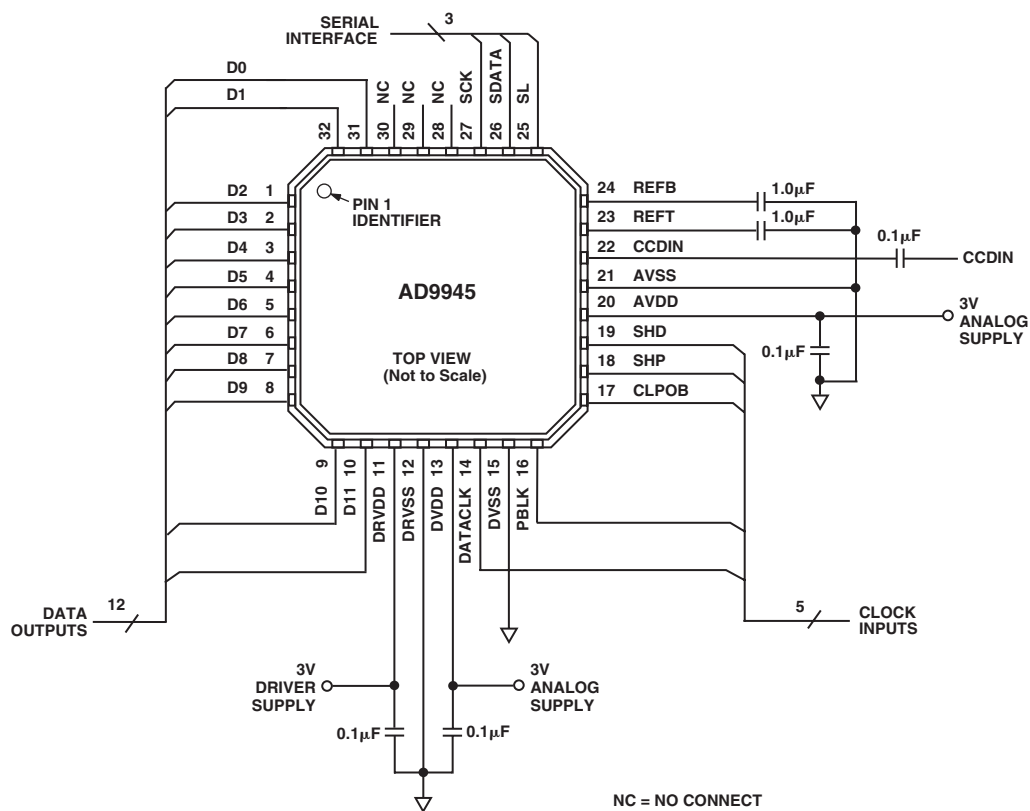 SERIAL
INTERFACE
3
D0
D1
NC
NC
NC
SCK
SDATA
SL
32
31
30
29
28
27
26
25
D2 1
D3 2
D4 3
D5 4
D6 5
D7 6
D8 7
D9 8
PIN 1
IDENTIFIER
AD9945
TOP VIEW
(Not to Scale)
24 REFB
23 REFT
22 CCDIN
21 AVSS
20 AVDD
19 SHD
18 SHP
17 CLPOB
1.0µF
1.0µF
0.1µF
CCDIN
3V
ANALOG
SUPPLY
0.1µF
D10 9
D11 10
DRVDD 11
DRVSS 12
DVDD 13
DATACLK 14
DVSS 15
PBLK 16
DATA
OUTPUTS
12
5
CLOCK
INPUTS
3V
DRIVER
SUPPLY
3V
ANALOG
SUPPLY
0.1µF
0.1µF
NC = NO CONNECT